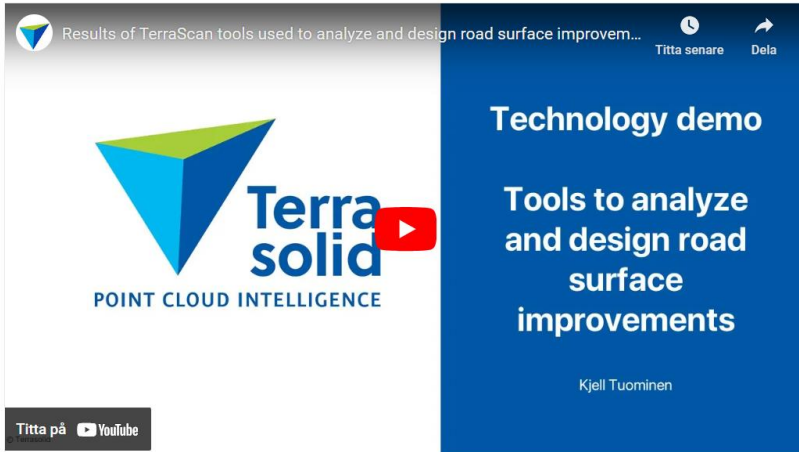 Results of TerraScan tools used to analyze and design road surface improvem...
Titta senare
Dela
Terra
solid
POINT CLOUD INTELLIGENCE
Technology demo
Tools to analyze
and design road
surface
improvements
Kjell Tuominen
Titta på YouTube
© Terrasolid